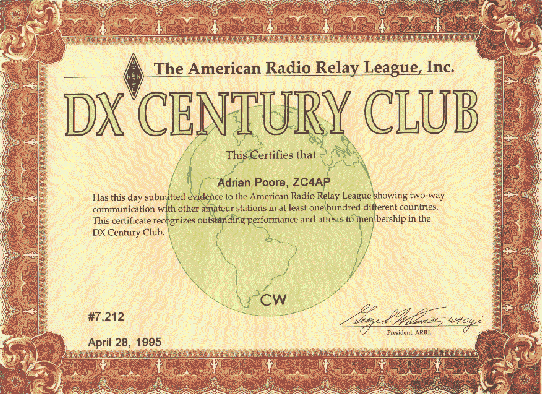 The American Radio Relay League, Inc.
DX CENTURY CLUB
This Certifies that
Adrian Poore, ZC4AP
Has this day submitted evidence to the American Radio Relay League showing two-way
communication with other amateur stations in at least one hundred different countries.
This certificate recognizes outstanding performance and attests to membership in the
DX Century Club.
CW
#7.212
President ARRL
April 28, 1995